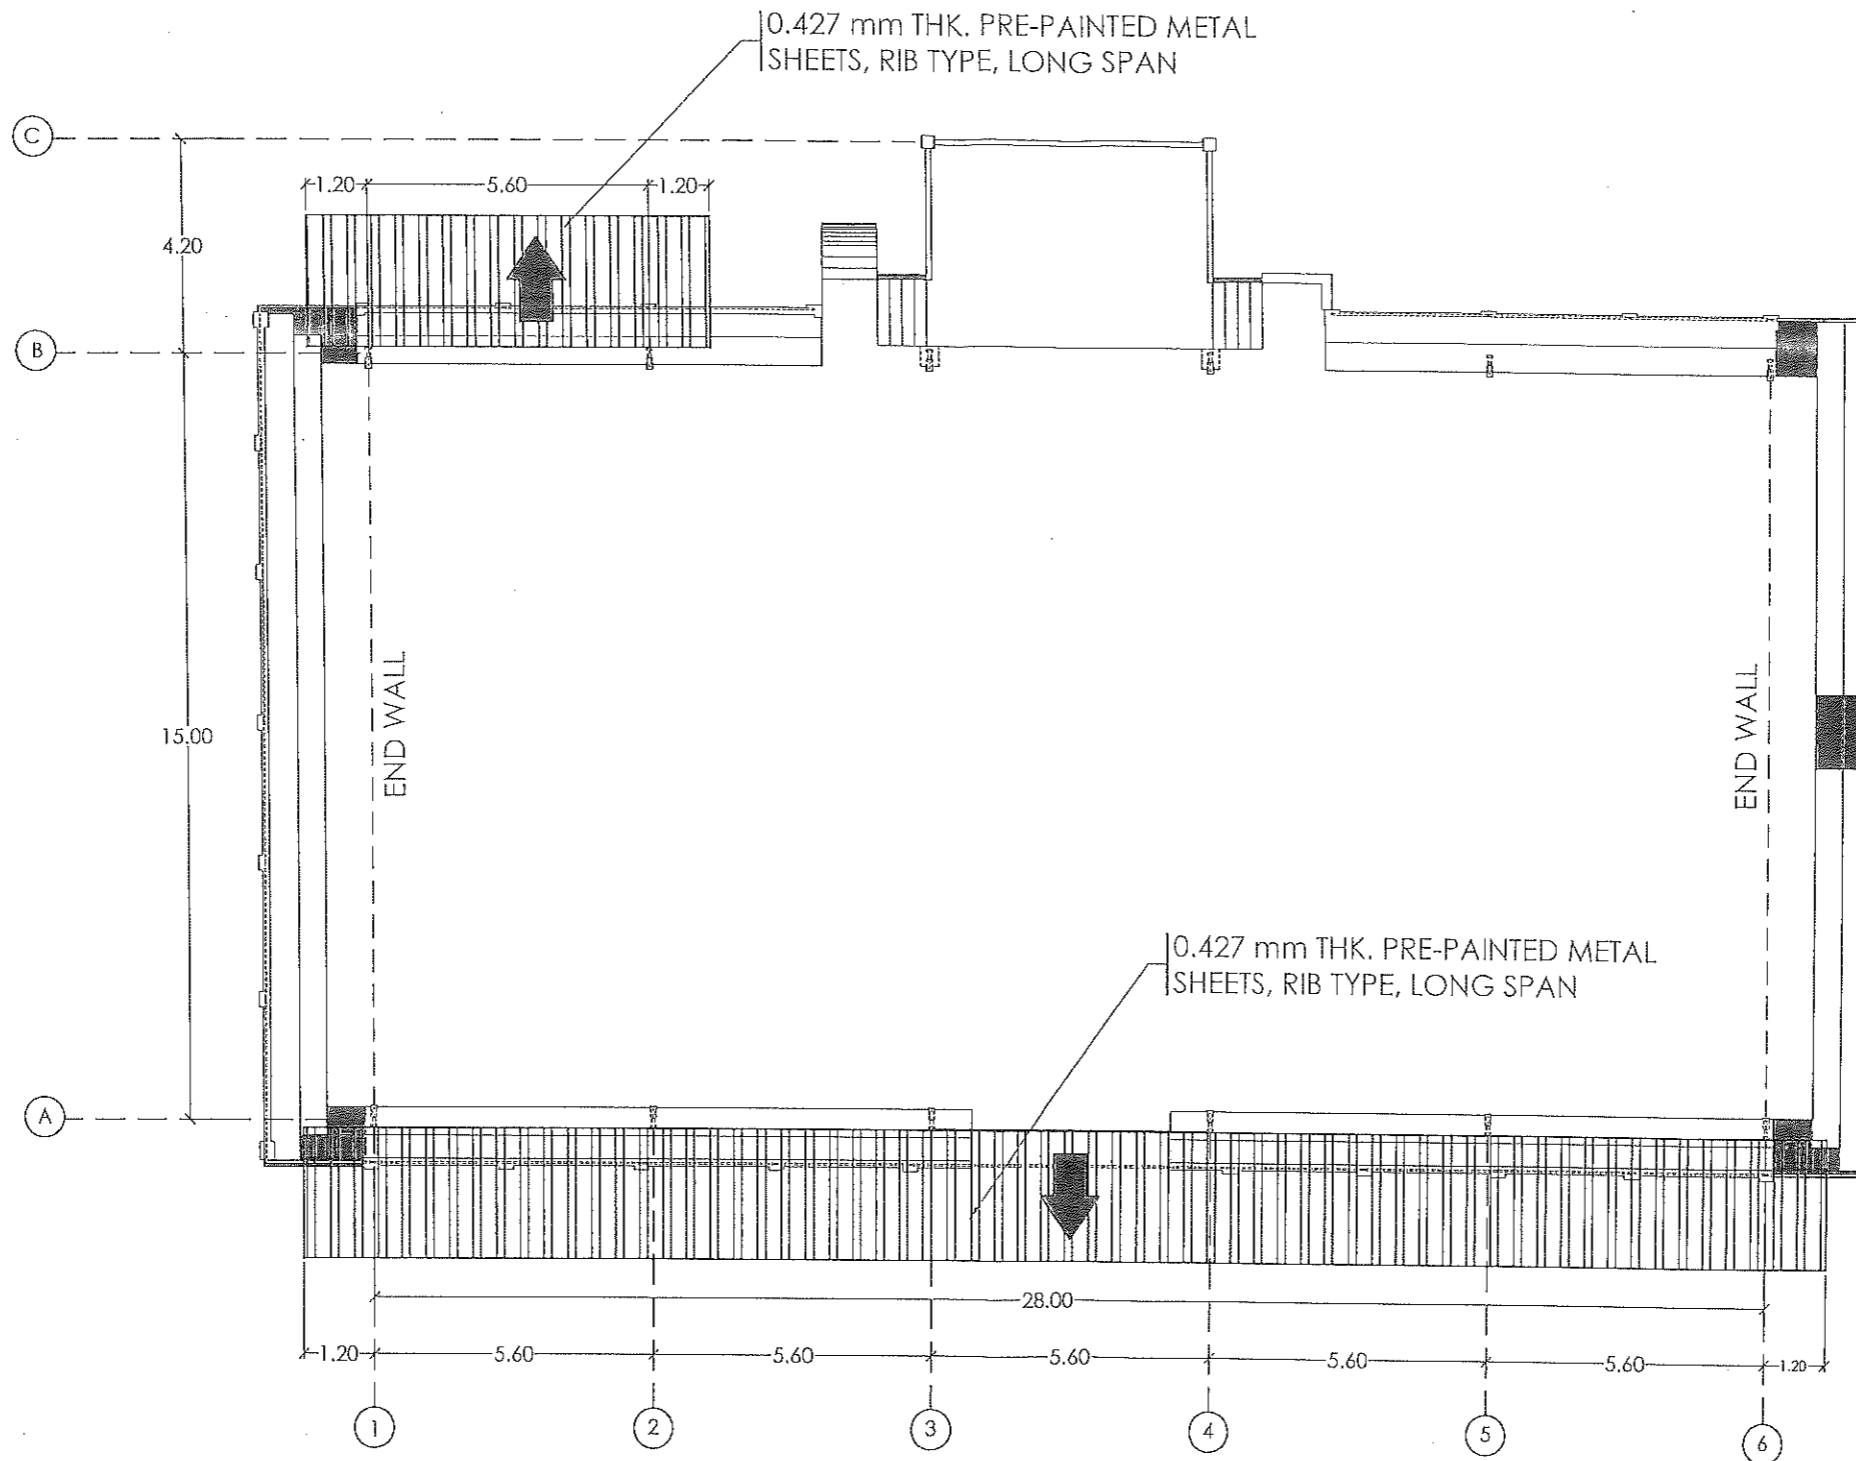 0.427 mm THK. PRE-PAINTED METAL
SHEETS, RIB TYPE, LONG SPAN
C
1.20 5.60 1.20
4.20
B
END WALL
END WALL
15.00
0.427 mm THK. PRE-PAINTED METAL
SHEETS, RIB TYPE, LONG SPAN
A
28.00
1.20 5.60 5.60 5.60 5.60 5.60 1.20
1 2 3 4 5 6